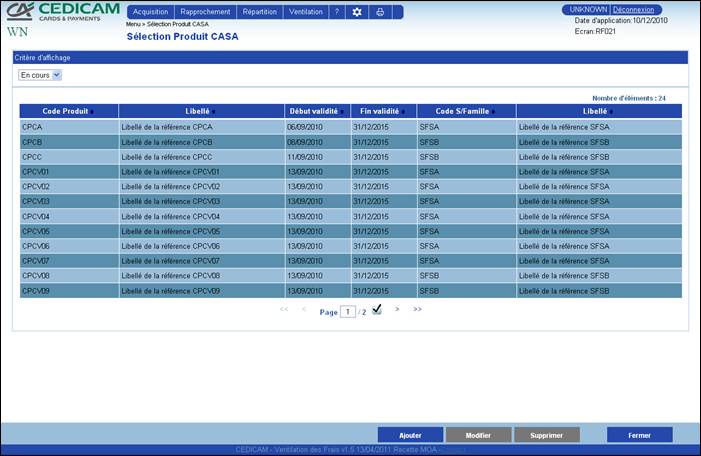 CEDICAM
CARDS & PAYMENTS
WN
Acquisition Rapprochement Répartition Ventilation ?
Menu > Sélection Produit CASA
Sélection Produit CASA
UNKNOWN | Déconnexion
Date d'application:10/12/2010
Ecran:RF021
Critère d'affichage
En cours
Nombre d'éléments : 24
Code Produit Libellé Début validité Fin validité Code S/Famille Libellé
CPCA Libellé de la référence CPCA 06/09/2010 31/12/2015 SFSA Libellé de la référence SFSA
CPCB Libellé de la référence CPCB 08/09/2010 31/12/2015 SFSB Libellé de la référence SFSB
CPCC Libellé de la référence CPCC 11/09/2010 31/12/2015 SFSB Libellé de la référence SFSB
CPCV01 Libellé de la référence CPCV01 13/09/2010 31/12/2015 SFSA Libellé de la référence SFSA
CPCV02 Libellé de la référence CPCV02 13/09/2010 31/12/2015 SFSA Libellé de la référence SFSA
CPCV03 Libellé de la référence CPCV03 13/09/2010 31/12/2015 SFSA Libellé de la référence SFSA
CPCV04 Libellé de la référence CPCV04 13/09/2010 31/12/2015 SFSA Libellé de la référence SFSA
CPCV05 Libellé de la référence CPCV05 13/09/2010 31/12/2015 SFSA Libellé de la référence SFSA
CPCV06 Libellé de la référence CPCV06 13/09/2010 31/12/2015 SFSA Libellé de la référence SFSA
CPCV07 Libellé de la référence CPCV07 13/09/2010 31/12/2015 SFSA Libellé de la référence SFSA
CPCV08 Libellé de la référence CPCV08 13/09/2010 31/12/2015 SFSB Libellé de la référence SFSB
CPCV09 Libellé de la référence CPCV09 13/09/2010 31/12/2015 SFSB Libellé de la référence SFSB
<< < Page 1 / 2 > >>
Ajouter Modifier Supprimer Fermer
CEDICAM - Ventilation des Frais v1.5 13/04/2011 Recette MOA -